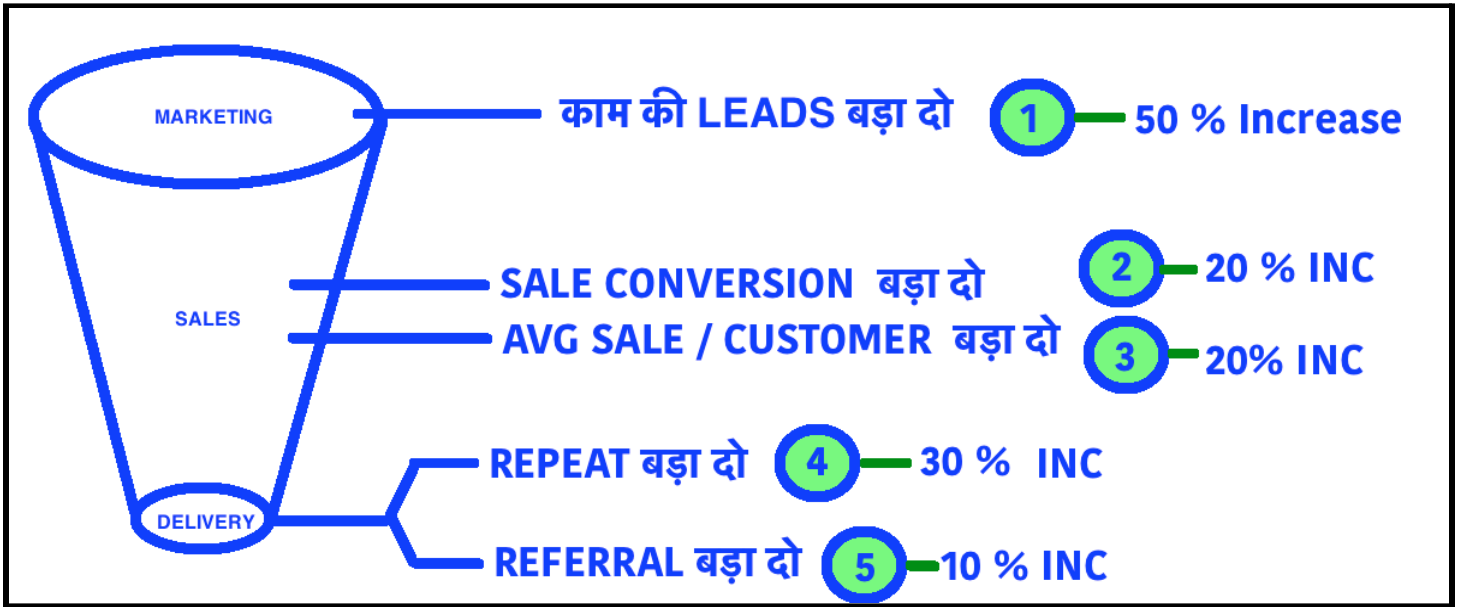 MARKETING
काम की LEADS बड़ा दो 1 50 % Increase
SALES
SALE CONVERSION बड़ा दो 2 20 % INC
AVG SALE / CUSTOMER बड़ा दो 3 20% INC
REPEAT बड़ा दो 4 30 % INC
DELIVERY
REFERRAL बड़ा दो 5 10 % INC